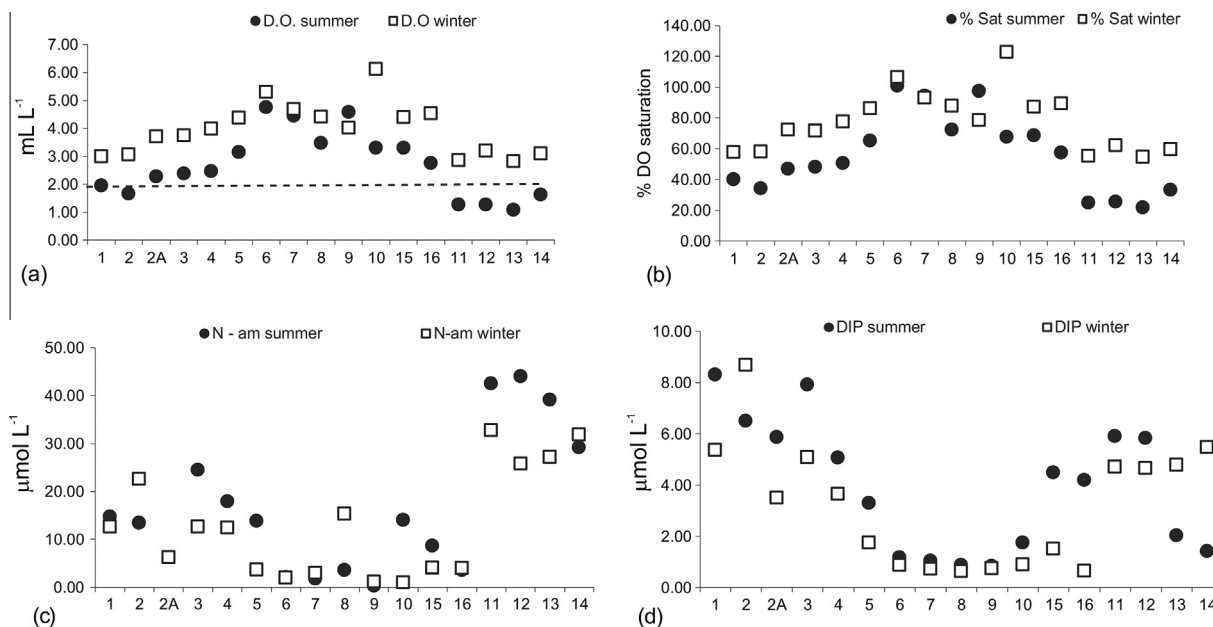 D.O. summer D.O winter
7.00
6.00
5.00
4.00
3.00
2.00
1.00
0.00
mL L-1
1 2 2A 3 4 5 6 7 8 9 10 15 16 11 12 13 14
(a)
% Sat summer % Sat winter
140.00
120.00
100.00
80.00
60.00
40.00
20.00
0.00
% DO saturation
1 2 2A 3 4 5 6 7 8 9 10 15 16 11 12 13 14
(b)
N - am summer N-am winter
50.00
40.00
30.00
20.00
10.00
0.00
µmol L-1
1 2 2A 3 4 5 6 7 8 9 10 15 16 11 12 13 14
(c)
DIP summer DIP winter
10.00
8.00
6.00
4.00
2.00
0.00
µmol L-1
1 2 2A 3 4 5 6 7 8 9 10 15 16 11 12 13 14
(d)